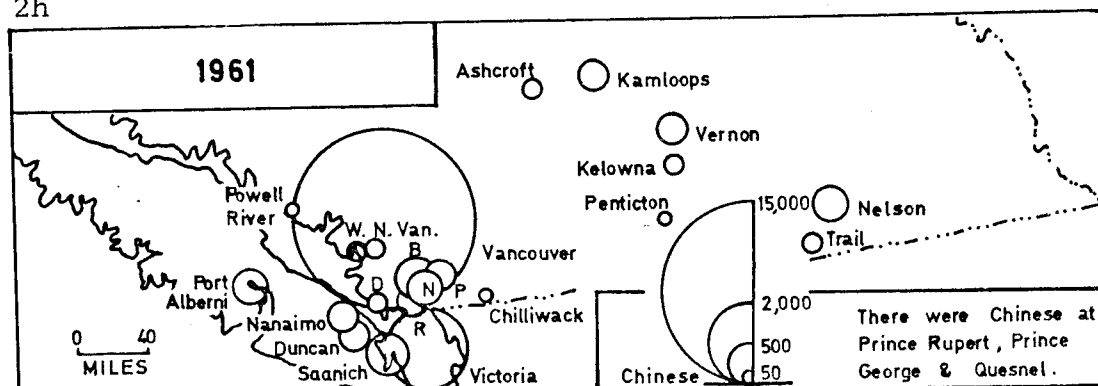 2h
1961
Ashcroft
Kamloops
Vernon
Kelowna
Penticton
Powell
River
W. N. Van.
B
Vancouver
15,000
Nelson
Trail
Port
Alberni
D
N
P
Chilliwack
R
Nanaimo
Duncan
Saanich
Victoria
0 40
MILES
2,000
500
50
Chinese
There were Chinese at
Prince Rupert, Prince
George & Quesnel.